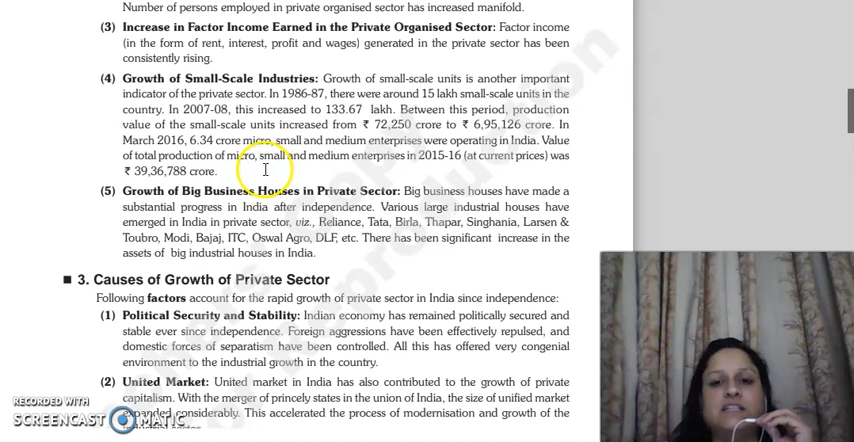 Number of persons employed in private organised sector has increased manifold.
(3) Increase in Factor Income Earned in the Private Organised Sector: Factor income
(in the form of rent, interest, profit and wages) generated in the private sector has been
consistently rising.
(4) Growth of Small-Scale Industries: Growth of small-scale units is another important
indicator of the private sector. In 1986-87, there were around 15 lakh small-scale units in the
country. In 2007-08, this increased to 133.67 lakh. Between this period, production
value of the small-scale units increased from ₹ 72,250 crore to ₹ 6,95,126 crore. In
March 2016, 6.34 crore micro, small and medium enterprises were operating in India. Value
of total production of micro, small and medium enterprises in 2015-16 (at current prices) was
₹ 39,36,788 crore.
(5) Growth of Big Business Houses in Private Sector: Big business houses have made a
substantial progress in India after independence. Various large industrial houses have
emerged in India in private sector, viz., Reliance, Tata, Birla, Thapar, Singhania, Larsen &
Toubro, Modi, Bajaj, ITC, Oswal Agro, DLF, etc. There has been significant increase in the
assets of big industrial houses in India.
■ 3. Causes of Growth of Private Sector
Following factors account for the rapid growth of private sector in India since independence:
(1) Political Security and Stability: Indian economy has remained politically secured and
stable ever since independence. Foreign aggressions have been effectively repulsed, and
domestic forces of separatism have been controlled. All this has offered very congenial
environment to the industrial growth in the country.
(2) United Market: United market in India has also contributed to the growth of private
capitalism. With the merger of princely states in the union of India, the size of unified market
expanded considerably. This accelerated the process of modernisation and growth of the
RECORDED WITH
SCREENCAST MATIC